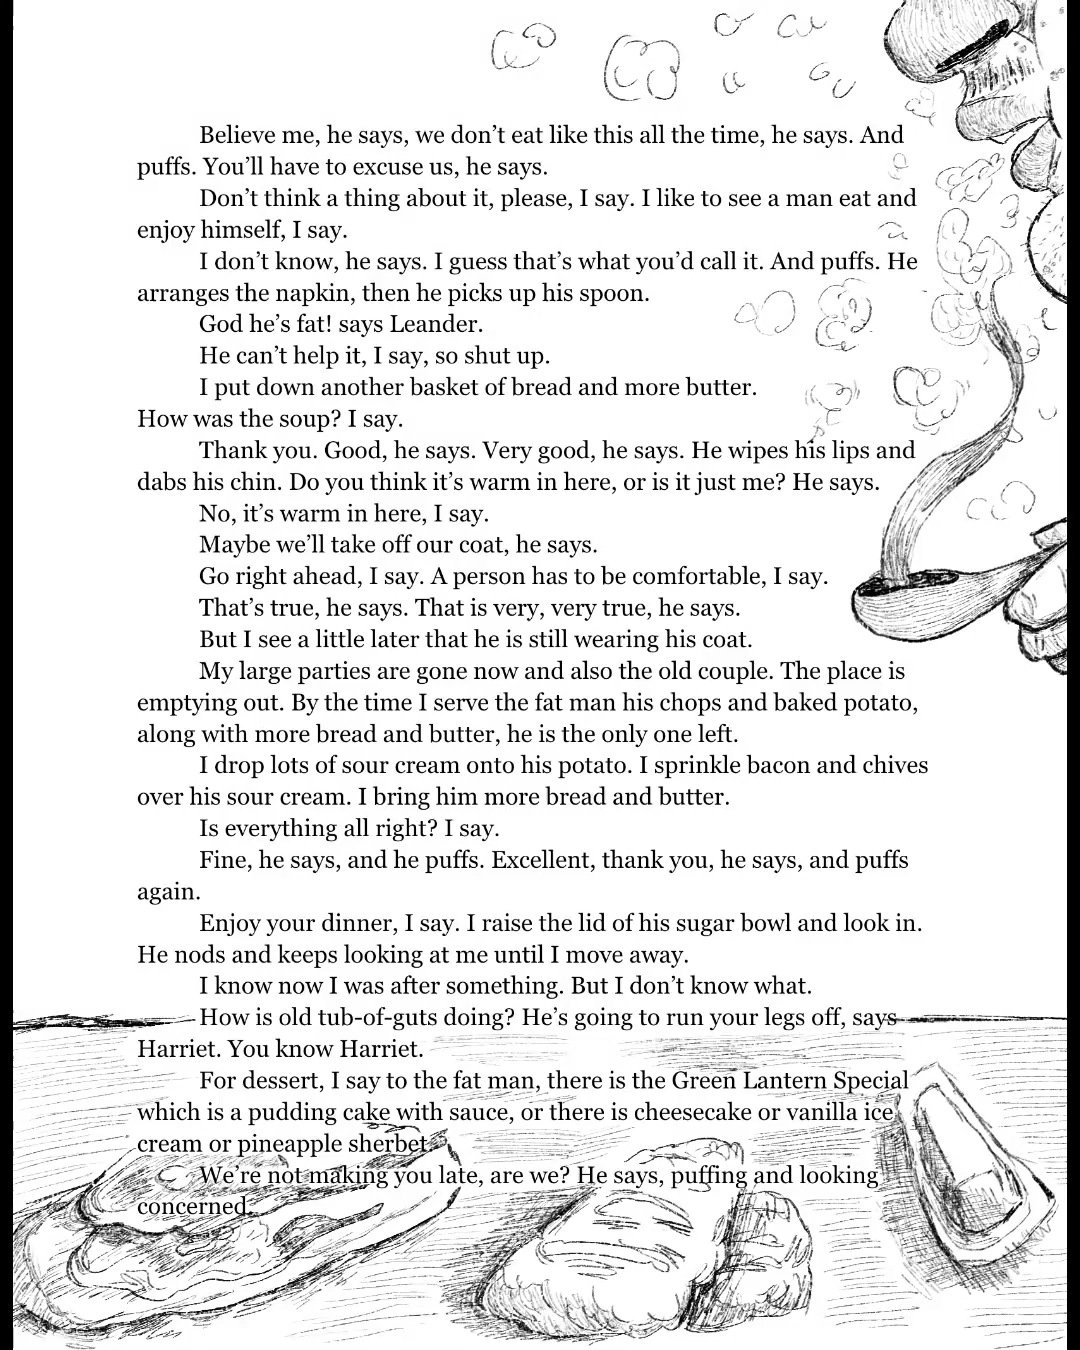 Believe me, he says, we don’t eat like this all the time, he says. And
puffs. You’ll have to excuse us, he says.
Don’t think a thing about it, please, I say. I like to see a man eat and
enjoy himself, I say.
I don’t know, he says. I guess that’s what you’d call it. And puffs. He
arranges the napkin, then he picks up his spoon.
God he’s fat! says Leander.
He can’t help it, I say, so shut up.
I put down another basket of bread and more butter.
How was the soup? I say.
Thank you. Good, he says. Very good, he says. He wipes his lips and
dabs his chin. Do you think it’s warm in here, or is it just me? He says.
No, it’s warm in here, I say.
Maybe we’ll take off our coat, he says.
Go right ahead, I say. A person has to be comfortable, I say.
That’s true, he says. That is very, very true, he says.
But I see a little later that he is still wearing his coat.
My large parties are gone now and also the old couple. The place is
emptying out. By the time I serve the fat man his chops and baked potato,
along with more bread and butter, he is the only one left.
I drop lots of sour cream onto his potato. I sprinkle bacon and chives
over his sour cream. I bring him more bread and butter.
Is everything all right? I say.
Fine, he says, and he puffs. Excellent, thank you, he says, and puffs
again.
Enjoy your dinner, I say. I raise the lid of his sugar bowl and look in.
He nods and keeps looking at me until I move away.
I know now I was after something. But I don’t know what.
How is old tub-of-guts doing? He’s going to run your legs off, says
Harriet. You know Harriet.
For dessert, I say to the fat man, there is the Green Lantern Special
which is a pudding cake with sauce, or there is cheesecake or vanilla ice
cream or pineapple sherbet.
We’re not making you late, are we? He says, puffing and looking
concerned.